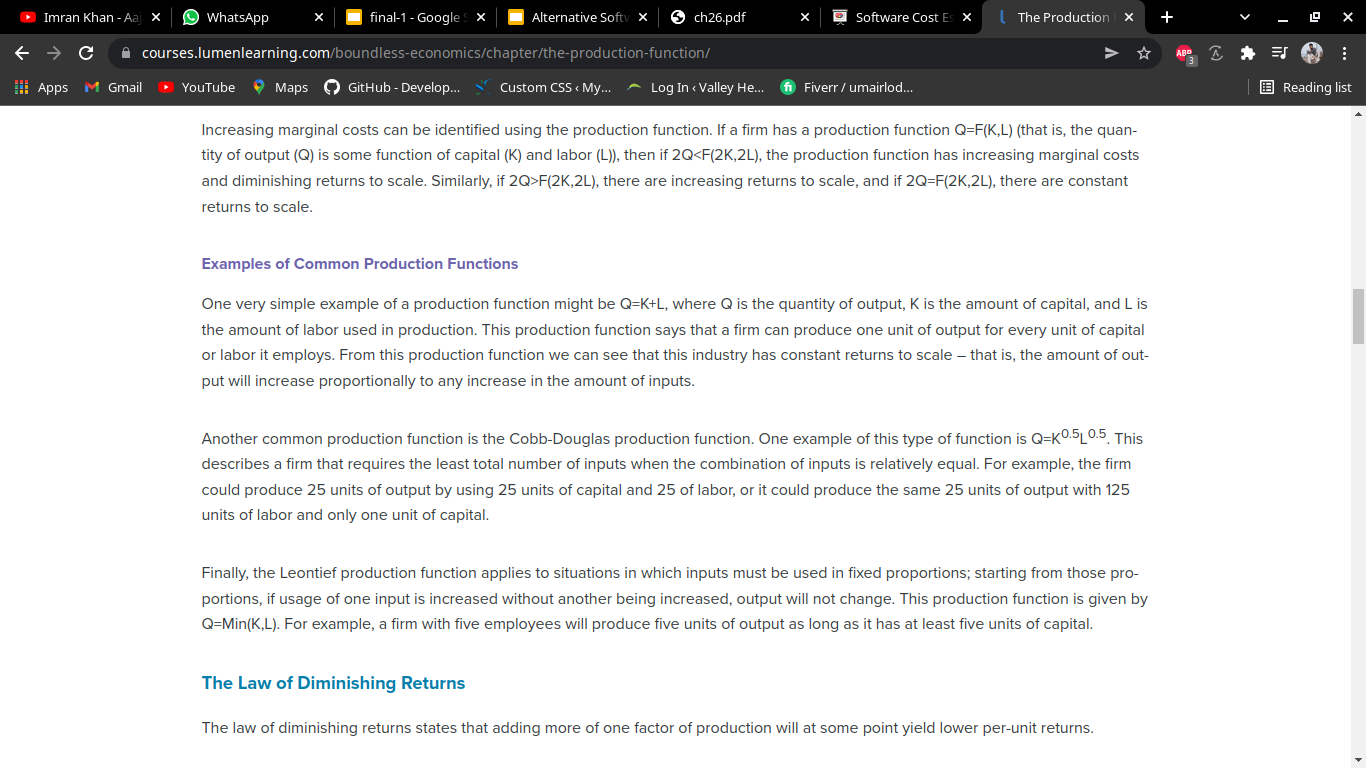 Imran Khan - Aa
WhatsApp
final-1 - Google S
Alternative Softw
ch26.pdf
Software Cost Es
The Production
courses.lumenlearning.com/boundless-economics/chapter/the-production-function/
ABP
3
Apps
Gmail
YouTube
Maps
GitHub - Develop...
Custom CSS ‹ My...
Log In ‹ Valley He...
Fiverr / umairlod...
Reading list
Increasing marginal costs can be identified using the production function. If a firm has a production function Q=F(K,L) (that is, the quan-
tity of output (Q) is some function of capital (K) and labor (L)), then if 2Q<F(2K,2L), the production function has increasing marginal costs
and diminishing returns to scale. Similarly, if 2Q>F(2K,2L), there are increasing returns to scale, and if 2Q=F(2K,2L), there are constant
returns to scale.
Examples of Common Production Functions
One very simple example of a production function might be Q=K+L, where Q is the quantity of output, K is the amount of capital, and L is
the amount of labor used in production. This production function says that a firm can produce one unit of output for every unit of capital
or labor it employs. From this production function we can see that this industry has constant returns to scale – that is, the amount of out-
put will increase proportionally to any increase in the amount of inputs.
Another common production function is the Cobb-Douglas production function. One example of this type of function is Q=K^0.5L^0.5. This
describes a firm that requires the least total number of inputs when the combination of inputs is relatively equal. For example, the firm
could produce 25 units of output by using 25 units of capital and 25 of labor, or it could produce the same 25 units of output with 125
units of labor and only one unit of capital.
Finally, the Leontief production function applies to situations in which inputs must be used in fixed proportions; starting from those pro-
portions, if usage of one input is increased without another being increased, output will not change. This production function is given by
Q=Min(K,L). For example, a firm with five employees will produce five units of output as long as it has at least five units of capital.
The Law of Diminishing Returns
The law of diminishing returns states that adding more of one factor of production will at some point yield lower per-unit returns.